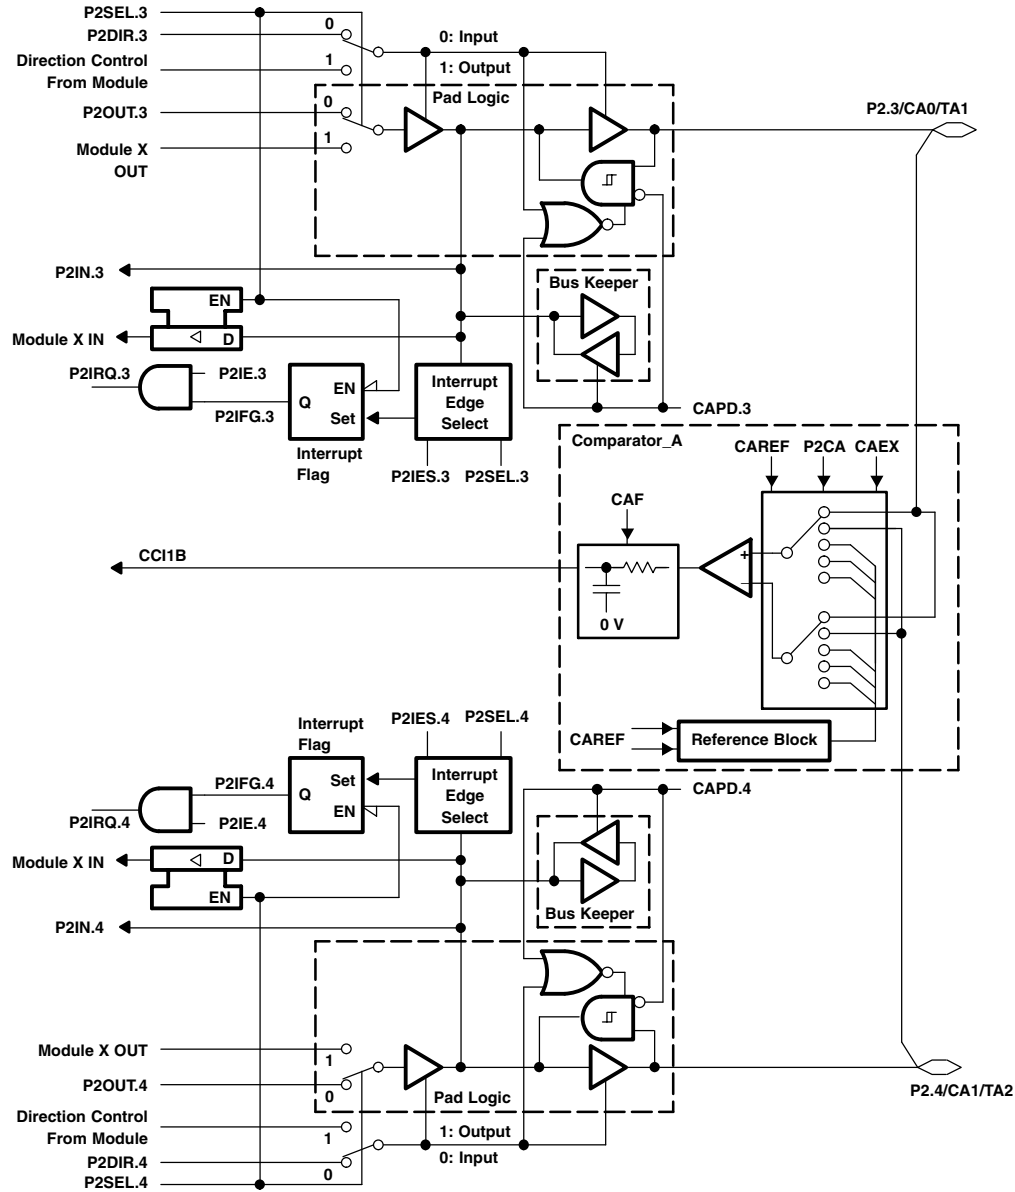 P2SEL.3
0
P2DIR.3
0: Input
Direction Control
From Module
1
1: Output
Pad Logic
P2OUT.3
0
P2.3/CA0/TA1
Module X
OUT
1
P2IN.3
Bus Keeper
EN
Module X IN
D
P2IRQ.3
P2IE.3
P2IFG.3
Q
EN
Set
Interrupt
Edge
Select
Interrupt
Flag
P2IES.3
P2SEL.3
CAPD.3
Comparator_A
CAREF
P2CA
CAEX
CAF
CCI1B
+
−
0 V
CAREF
Reference Block
Interrupt
Flag
P2IES.4
P2SEL.4
P2IFG.4
Q
Set
EN
Interrupt
Edge
Select
CAPD.4
P2IRQ.4
P2IE.4
Module X IN
D
EN
Bus Keeper
P2IN.4
Module X OUT
1
P2OUT.4
0
Pad Logic
P2.4/CA1/TA2
Direction Control
From Module
1
1: Output
0: Input
P2DIR.4
0
P2SEL.4